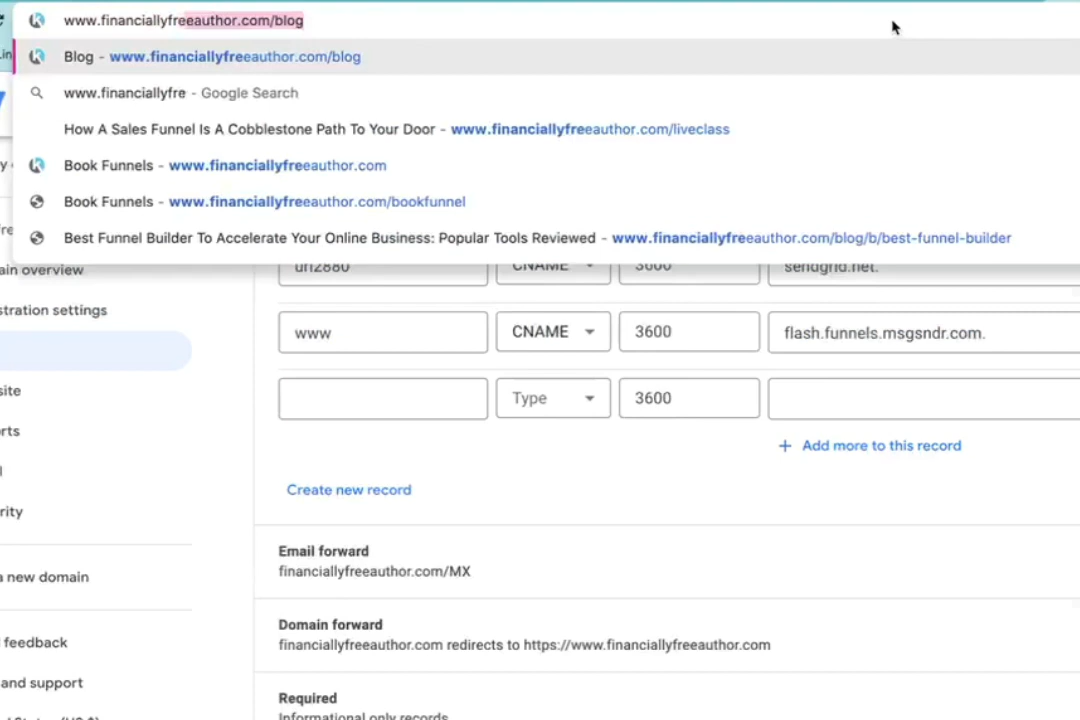 www.financiallyfreeauthor.com/blog
Blog - www.financiallyfreeauthor.com/blog
www.financiallyfre - Google Search
How A Sales Funnel Is A Cobblestone Path To Your Door - www.financiallyfreeauthor.com/liveclass
Book Funnels - www.financiallyfreeauthor.com
Book Funnels - www.financiallyfreeauthor.com/bookfunnel
Best Funnel Builder To Accelerate Your Online Business: Popular Tools Reviewed - www.financiallyfreeauthor.com/blog/b/best-funnel-builder
ain overview
CNAME 3600 sendgrid.net.
stration settings
www CNAME 3600 flash.funnels.msgsndr.com.
site
Type 3600
rts
+ Add more to this record
Create new record
rity
Email forward
financiallyfreeauthor.com/MX
a new domain
Domain forward
financiallyfreeauthor.com redirects to https://www.financiallyfreeauthor.com
feedback
and support
Required
Informational only records